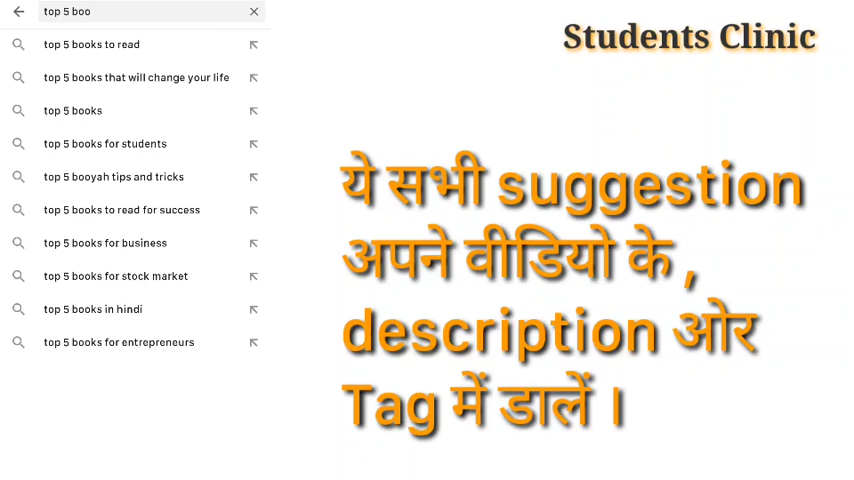 top 5 boo
top 5 books to read
top 5 books that will change your life
top 5 books
top 5 books for students
top 5 booyah tips and tricks
top 5 books to read for success
top 5 books for business
top 5 books for stock market
top 5 books in hindi
top 5 books for entrepreneurs
Students Clinic
ये सभी suggestion
अपने वीडियो के ,
description ओर
Tag में डालें ।